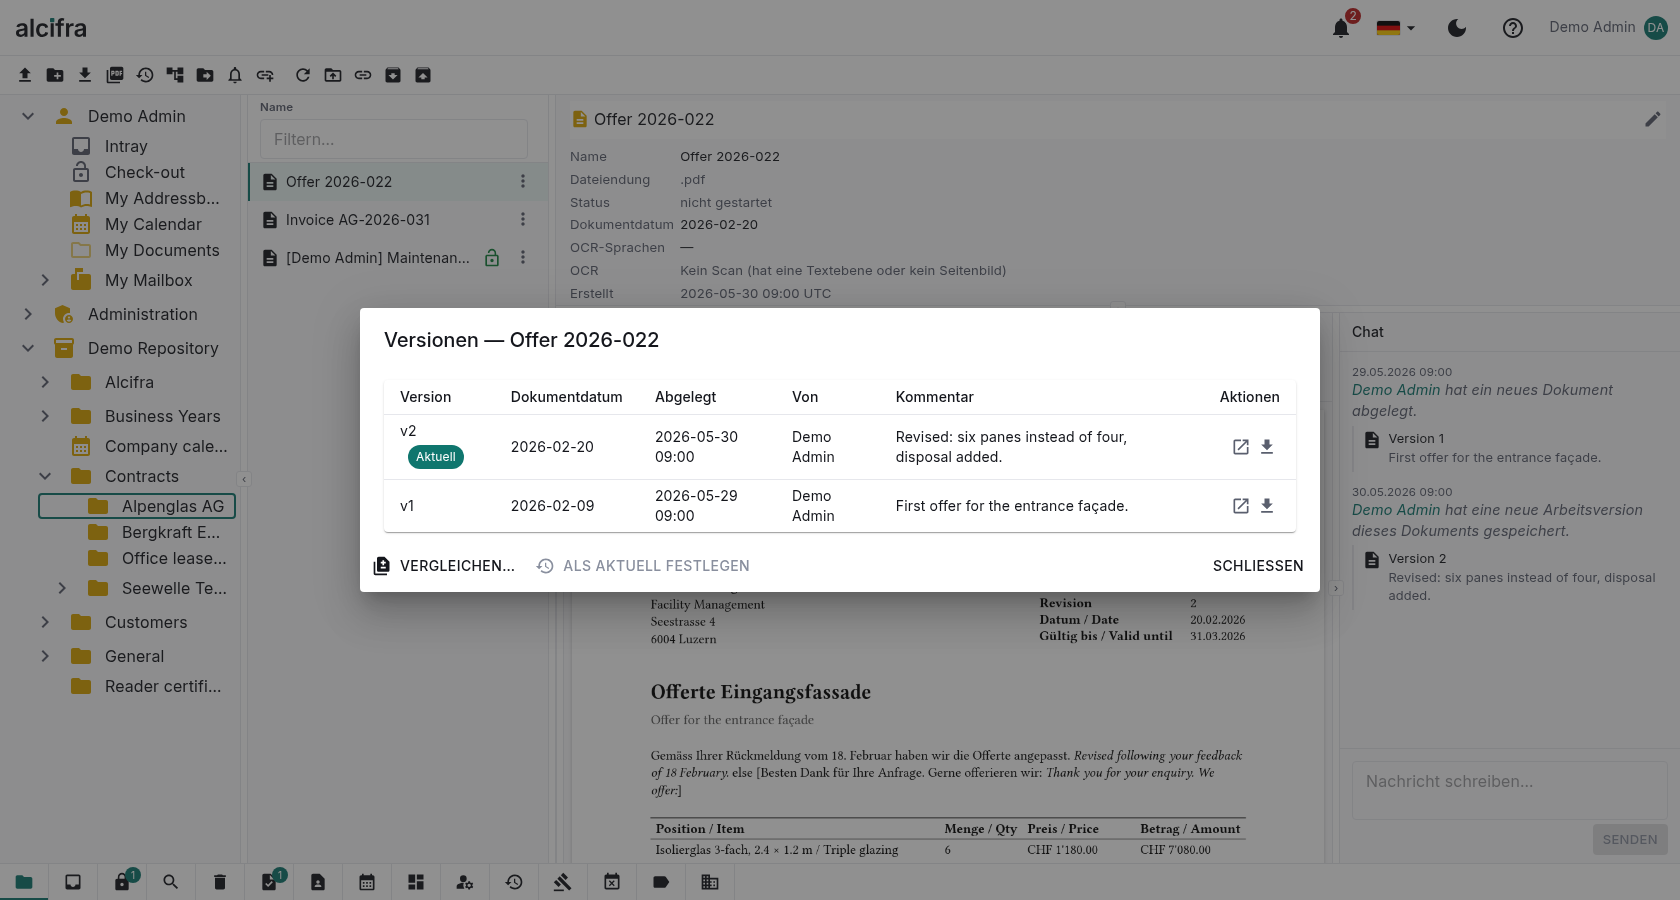 alcifra
2
Demo Admin
DA
Demo Admin
Intray
Check-out
My Addressb...
My Calendar
My Documents
My Mailbox
Administration
Demo Repository
Alcifra
Business Years
Company cale...
Contracts
Alpenglas AG
Bergkraft E...
Office lease...
Seewelle Te...
Customers
General
Reader certifi...
Name
Filtern...
Offer 2026-022
Invoice AG-2026-031
[Demo Admin] Maintenan...
Offer 2026-022
Name Offer 2026-022
Dateiendung .pdf
Status nicht gestartet
Dokumentdatum 2026-02-20
OCR-Sprachen —
OCR Kein Scan (hat eine Textebene oder kein Seitenbild)
Erstellt 2026-05-30 09:00 UTC
Versionen — Offer 2026-022
Version Dokumentdatum Abgelegt Von Kommentar Aktionen
v2
Aktuell
2026-02-20
2026-05-30
09:00
Demo
Admin
Revised: six panes instead of four,
disposal added.
v1
2026-02-09
2026-05-29
09:00
Demo
Admin
First offer for the entrance façade.
VERGLEICHEN...
ALS AKTUELL FESTLEGEN
SCHLIESSEN
Facility Management
Seestrasse 4
6004 Luzern
Revision 2
Datum / Date 20.02.2026
Gültig bis / Valid until 31.03.2026
Offerte Eingangsfassade
Offer for the entrance façade
Gemäss Ihrer Rückmeldung vom 18. Februar haben wir die Offerte angepasst. Revised following your feedback
of 18 February. else [Besten Dank für Ihre Anfrage. Gerne offerieren wir: Thank you for your enquiry. We
offer:]
Position / Item Menge / Qty Preis / Price Betrag / Amount
Isolierglas 3-fach, 2.4 × 1.2 m / Triple glazing 6 CHF 1'180.00 CHF 7'080.00
Chat
29.05.2026 09:00
Demo Admin hat ein neues Dokument
abgelegt.
Version 1
First offer for the entrance façade.
30.05.2026 09:00
Demo Admin hat eine neue Arbeitsversion
dieses Dokuments gespeichert.
Version 2
Revised: six panes instead of four, disposal
added.
Nachricht schreiben...
SENDEN
1
1